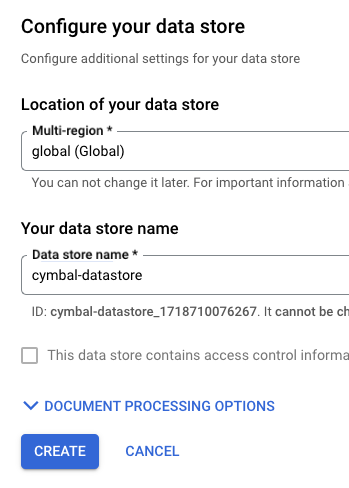 Configure your data store
Configure additional settings for your data store
Location of your data store
Multi-region *
global (Global)
You can not change it later. For important information
Your data store name
Data store name *
cymbal-datastore
ID: cymbal-datastore_1718710076267. It cannot be ch
This data store contains access control informa
DOCUMENT PROCESSING OPTIONS
CREATE CANCEL